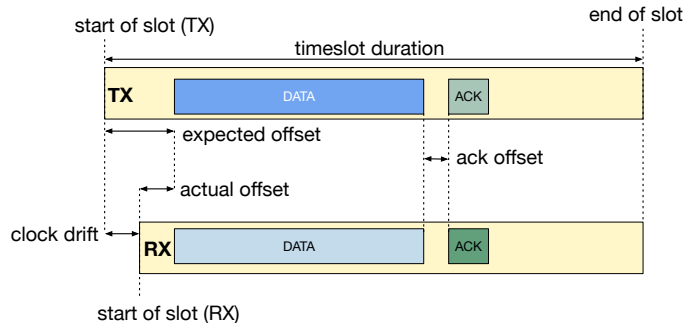 start of slot (TX)
end of slot
timeslot duration
TX
DATA
ACK
expected offset
ack offset
actual offset
clock drift
RX
DATA
ACK
start of slot (RX)